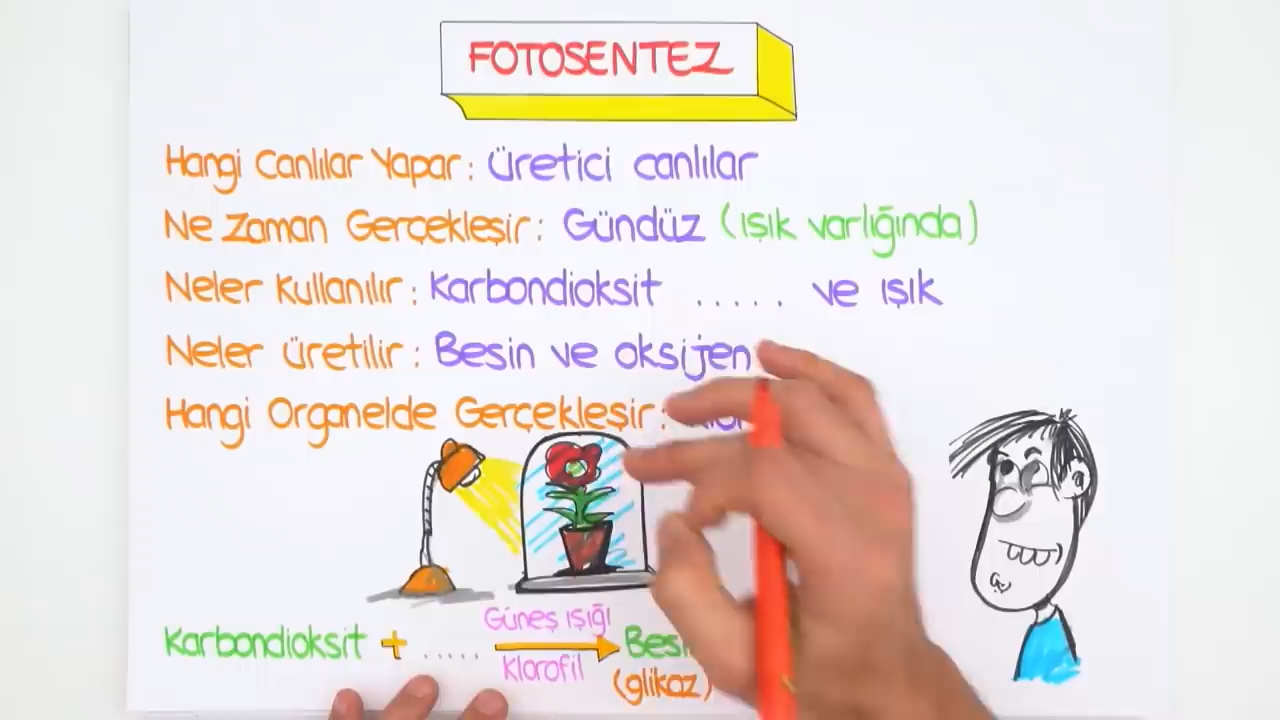 FOTOSENTEZ
Hangi Canlılar Yapar: üretici canlılar
Ne Zaman Gerçekleşir: Gündüz (ışık varlığında)
Neler Kullanılır: Karbondioksit ..... ve ışık
Neler üretilir: Besin ve oksijen
Hangi Organelde Gerçekleşir:
Güneş ışığı
Karbondioksit + .....
klorofil
(glikoz)